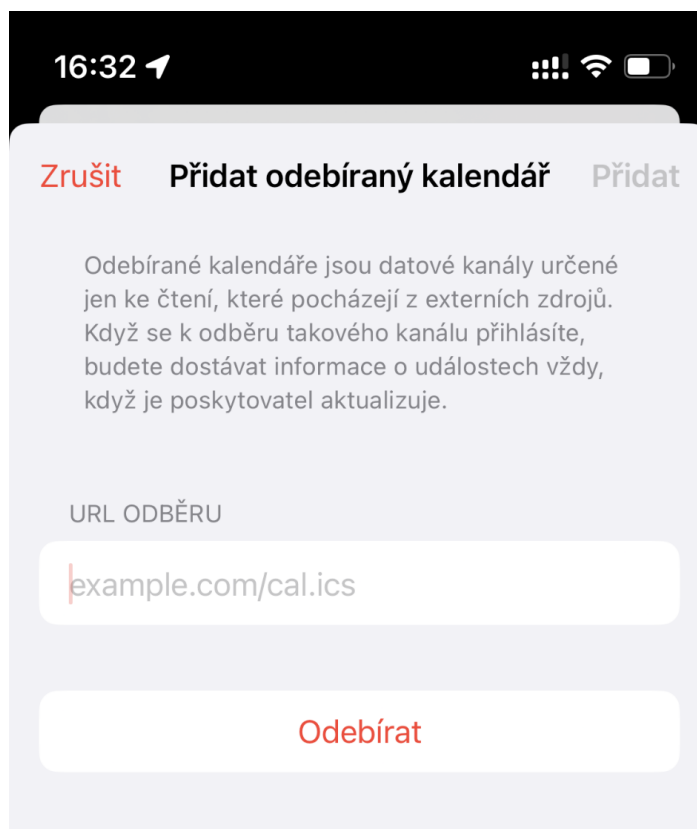 16:32
Zrušit Přidat odebíraný kalendář Přidat
Odebírané kalendáře jsou datové kanály určené
jen ke čtení, které pocházejí z externích zdrojů.
Když se k odběru takového kanálu přihlásíte,
budete dostávat informace o událostech vždy,
když je poskytovatel aktualizuje.
URL ODBĚRU
example.com/cal.ics
Odebírat